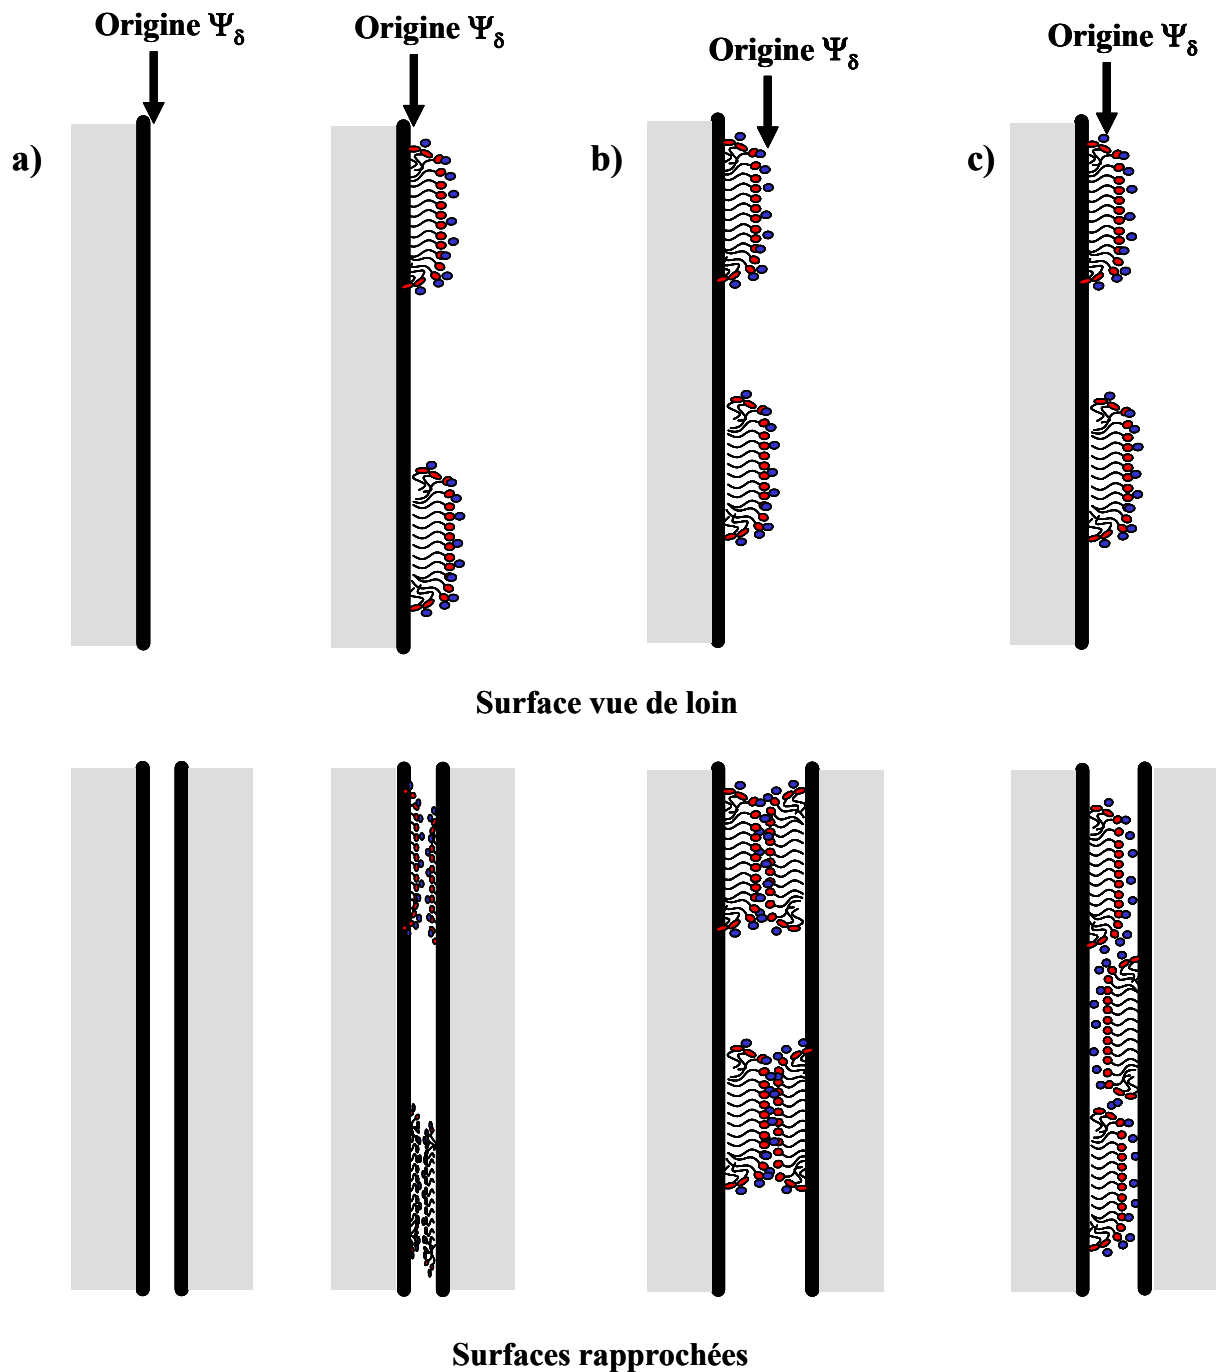 Origine Ψδ
Origine Ψδ
Origine Ψδ
Origine Ψδ
a)
b)
c)
Surface vue de loin
Surfaces rapprochées